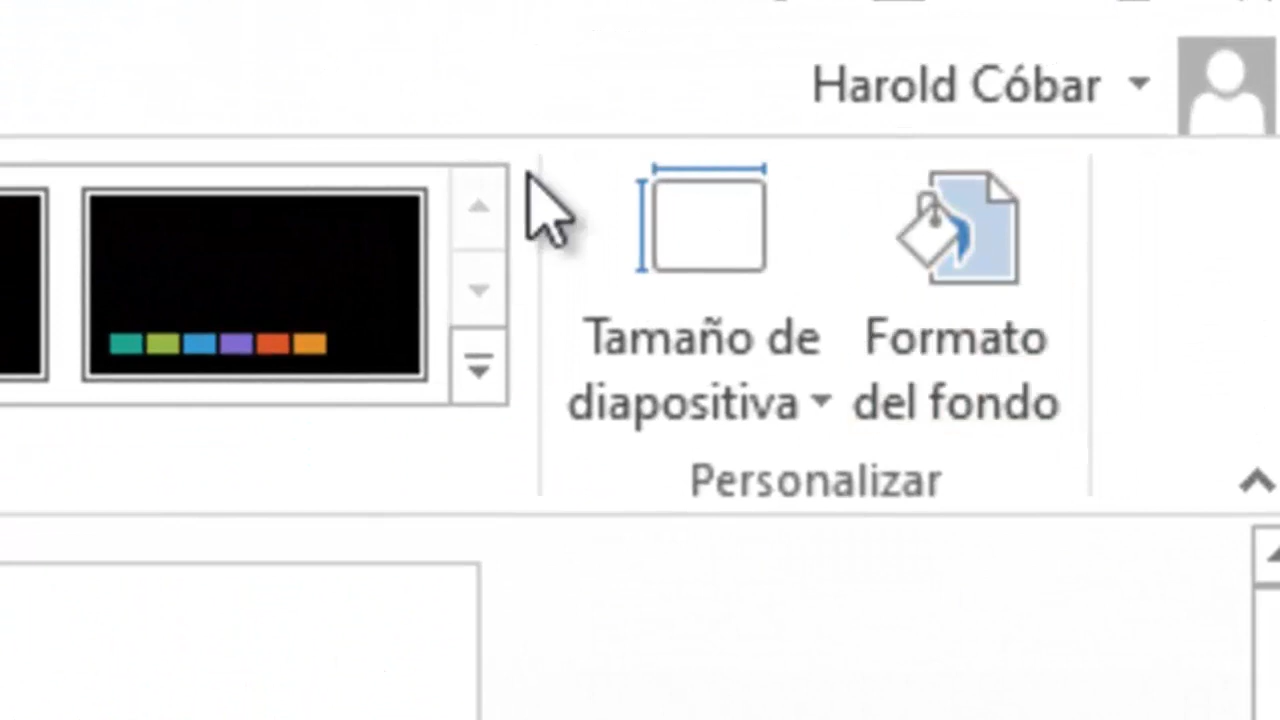 Harold Cóbar
Tamaño de
diapositiva
Formato
del fondo
Personalizar